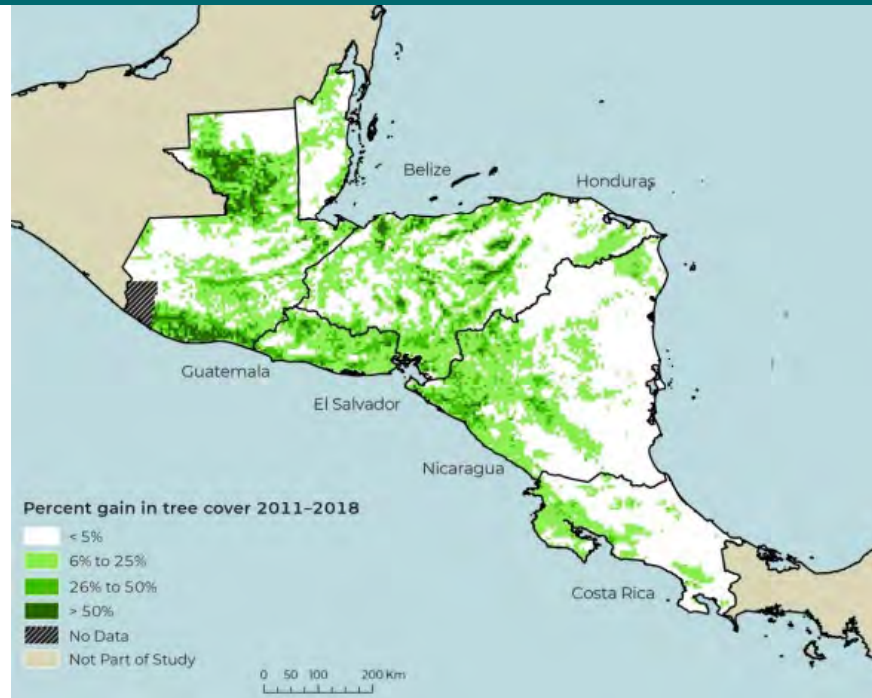 Belize
Honduras
Guatemala
El Salvador
Nicaragua
Costa Rica
Percent gain in tree cover 2011–2018
< 5%
6% to 25%
26% to 50%
> 50%
No Data
Not Part of Study
0 50 100 200 Km